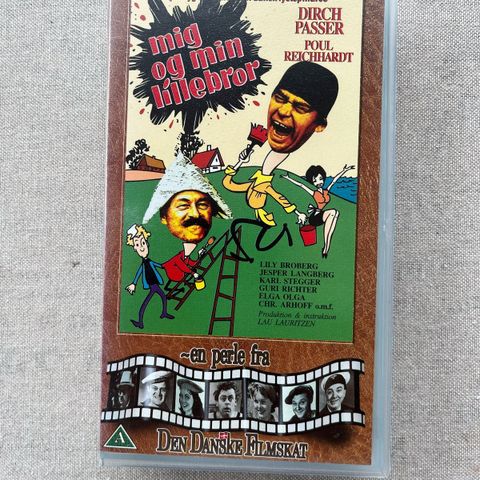 DIRCH
PASSER
POUL
REICHHARDT
mig
og min
lillebror
LILY BROBERG
JESPER LANGBERG
KARL STEGGER
GURI RICHTER
ELGA OLGA
CHR. ARHOFF o.m.f.
Produktion & instruktion
LAU LAURITZEN
~en perle fra
A
DEN DANSKE FILMSKAT